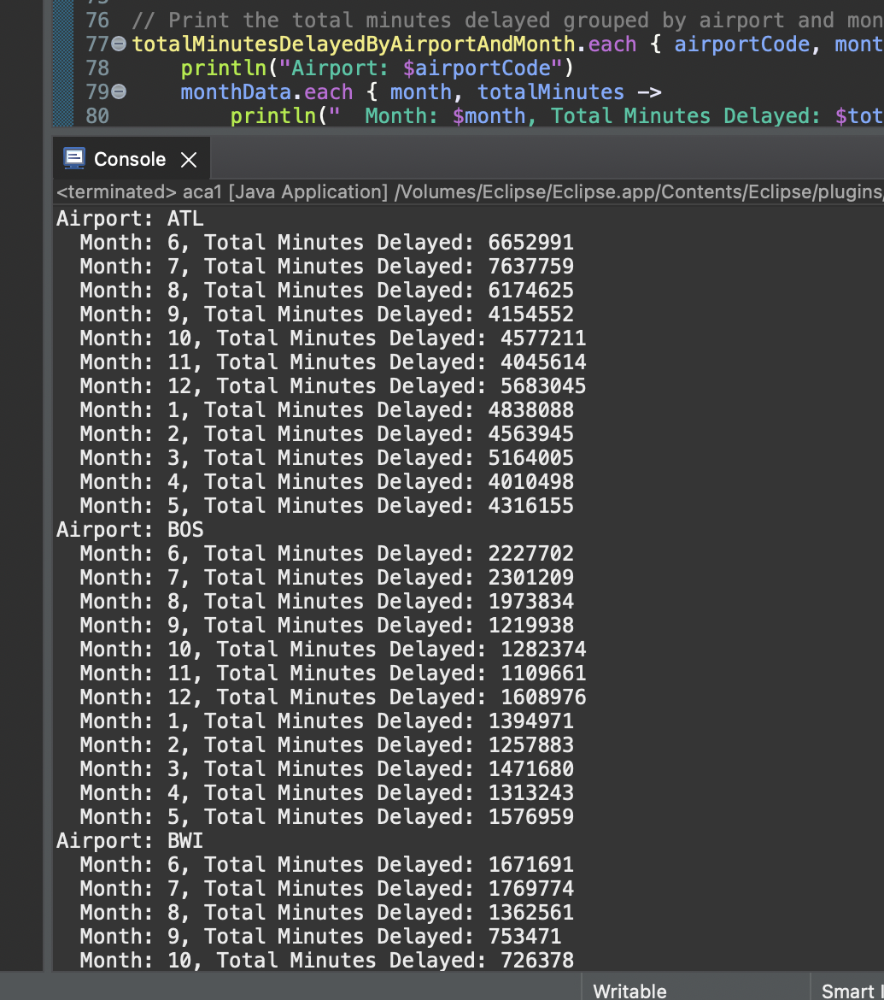 76 // Print the total minutes delayed grouped by airport and mon
77 totalMinutesDelayedByAirportAndMonth.each { airportCode, mont
78 println("Airport: $airportCode")
79 monthData.each { month, totalMinutes ->
80 println("  Month: $month, Total Minutes Delayed: $tot
Console
<terminated> aca1 [Java Application] /Volumes/Eclipse/Eclipse.app/Contents/Eclipse/plugins/
Airport: ATL
  Month: 6, Total Minutes Delayed: 6652991
  Month: 7, Total Minutes Delayed: 7637759
  Month: 8, Total Minutes Delayed: 6174625
  Month: 9, Total Minutes Delayed: 4154552
  Month: 10, Total Minutes Delayed: 4577211
  Month: 11, Total Minutes Delayed: 4045614
  Month: 12, Total Minutes Delayed: 5683045
  Month: 1, Total Minutes Delayed: 4838088
  Month: 2, Total Minutes Delayed: 4563945
  Month: 3, Total Minutes Delayed: 5164005
  Month: 4, Total Minutes Delayed: 4010498
  Month: 5, Total Minutes Delayed: 4316155
Airport: BOS
  Month: 6, Total Minutes Delayed: 2227702
  Month: 7, Total Minutes Delayed: 2301209
  Month: 8, Total Minutes Delayed: 1973834
  Month: 9, Total Minutes Delayed: 1219938
  Month: 10, Total Minutes Delayed: 1282374
  Month: 11, Total Minutes Delayed: 1109661
  Month: 12, Total Minutes Delayed: 1608976
  Month: 1, Total Minutes Delayed: 1394971
  Month: 2, Total Minutes Delayed: 1257883
  Month: 3, Total Minutes Delayed: 1471680
  Month: 4, Total Minutes Delayed: 1313243
  Month: 5, Total Minutes Delayed: 1576959
Airport: BWI
  Month: 6, Total Minutes Delayed: 1671691
  Month: 7, Total Minutes Delayed: 1769774
  Month: 8, Total Minutes Delayed: 1362561
  Month: 9, Total Minutes Delayed: 753471
  Month: 10, Total Minutes Delayed: 726378
Writable
Smart